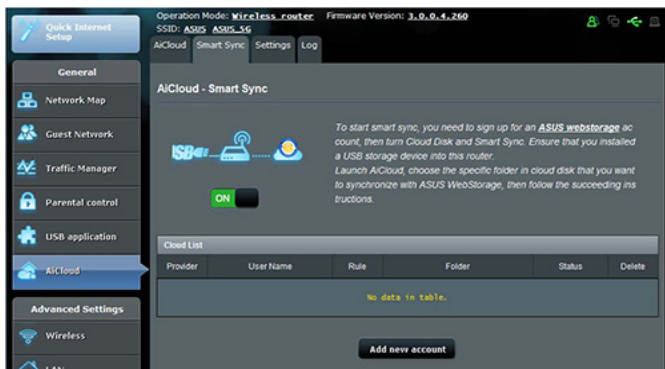 Quick Internet
Setup
Operation Mode: Wireless router Firmware Version: 3.0.0.4.260
SSID: ASUS ASUS_5G
AiCloud Smart Sync Settings Log
General
Network Map
Guest Network
Traffic Manager
Parental control
USB application
AiCloud
Advanced Settings
Wireless
LAN
AiCloud - Smart Sync
USB
ON
To start smart sync, you need to sign up for an ASUS webstorage ac
count, then turn Cloud Disk and Smart Sync. Ensure that you installed
a USB storage device into this router.
Launch AiCloud, choose the specific folder in cloud disk that you want
to synchronize with ASUS WebStorage, then follow the succeeding ins
tructions.
Cloud List
Provider User Name Rule Folder Status Delete
No data in table.
Add new account